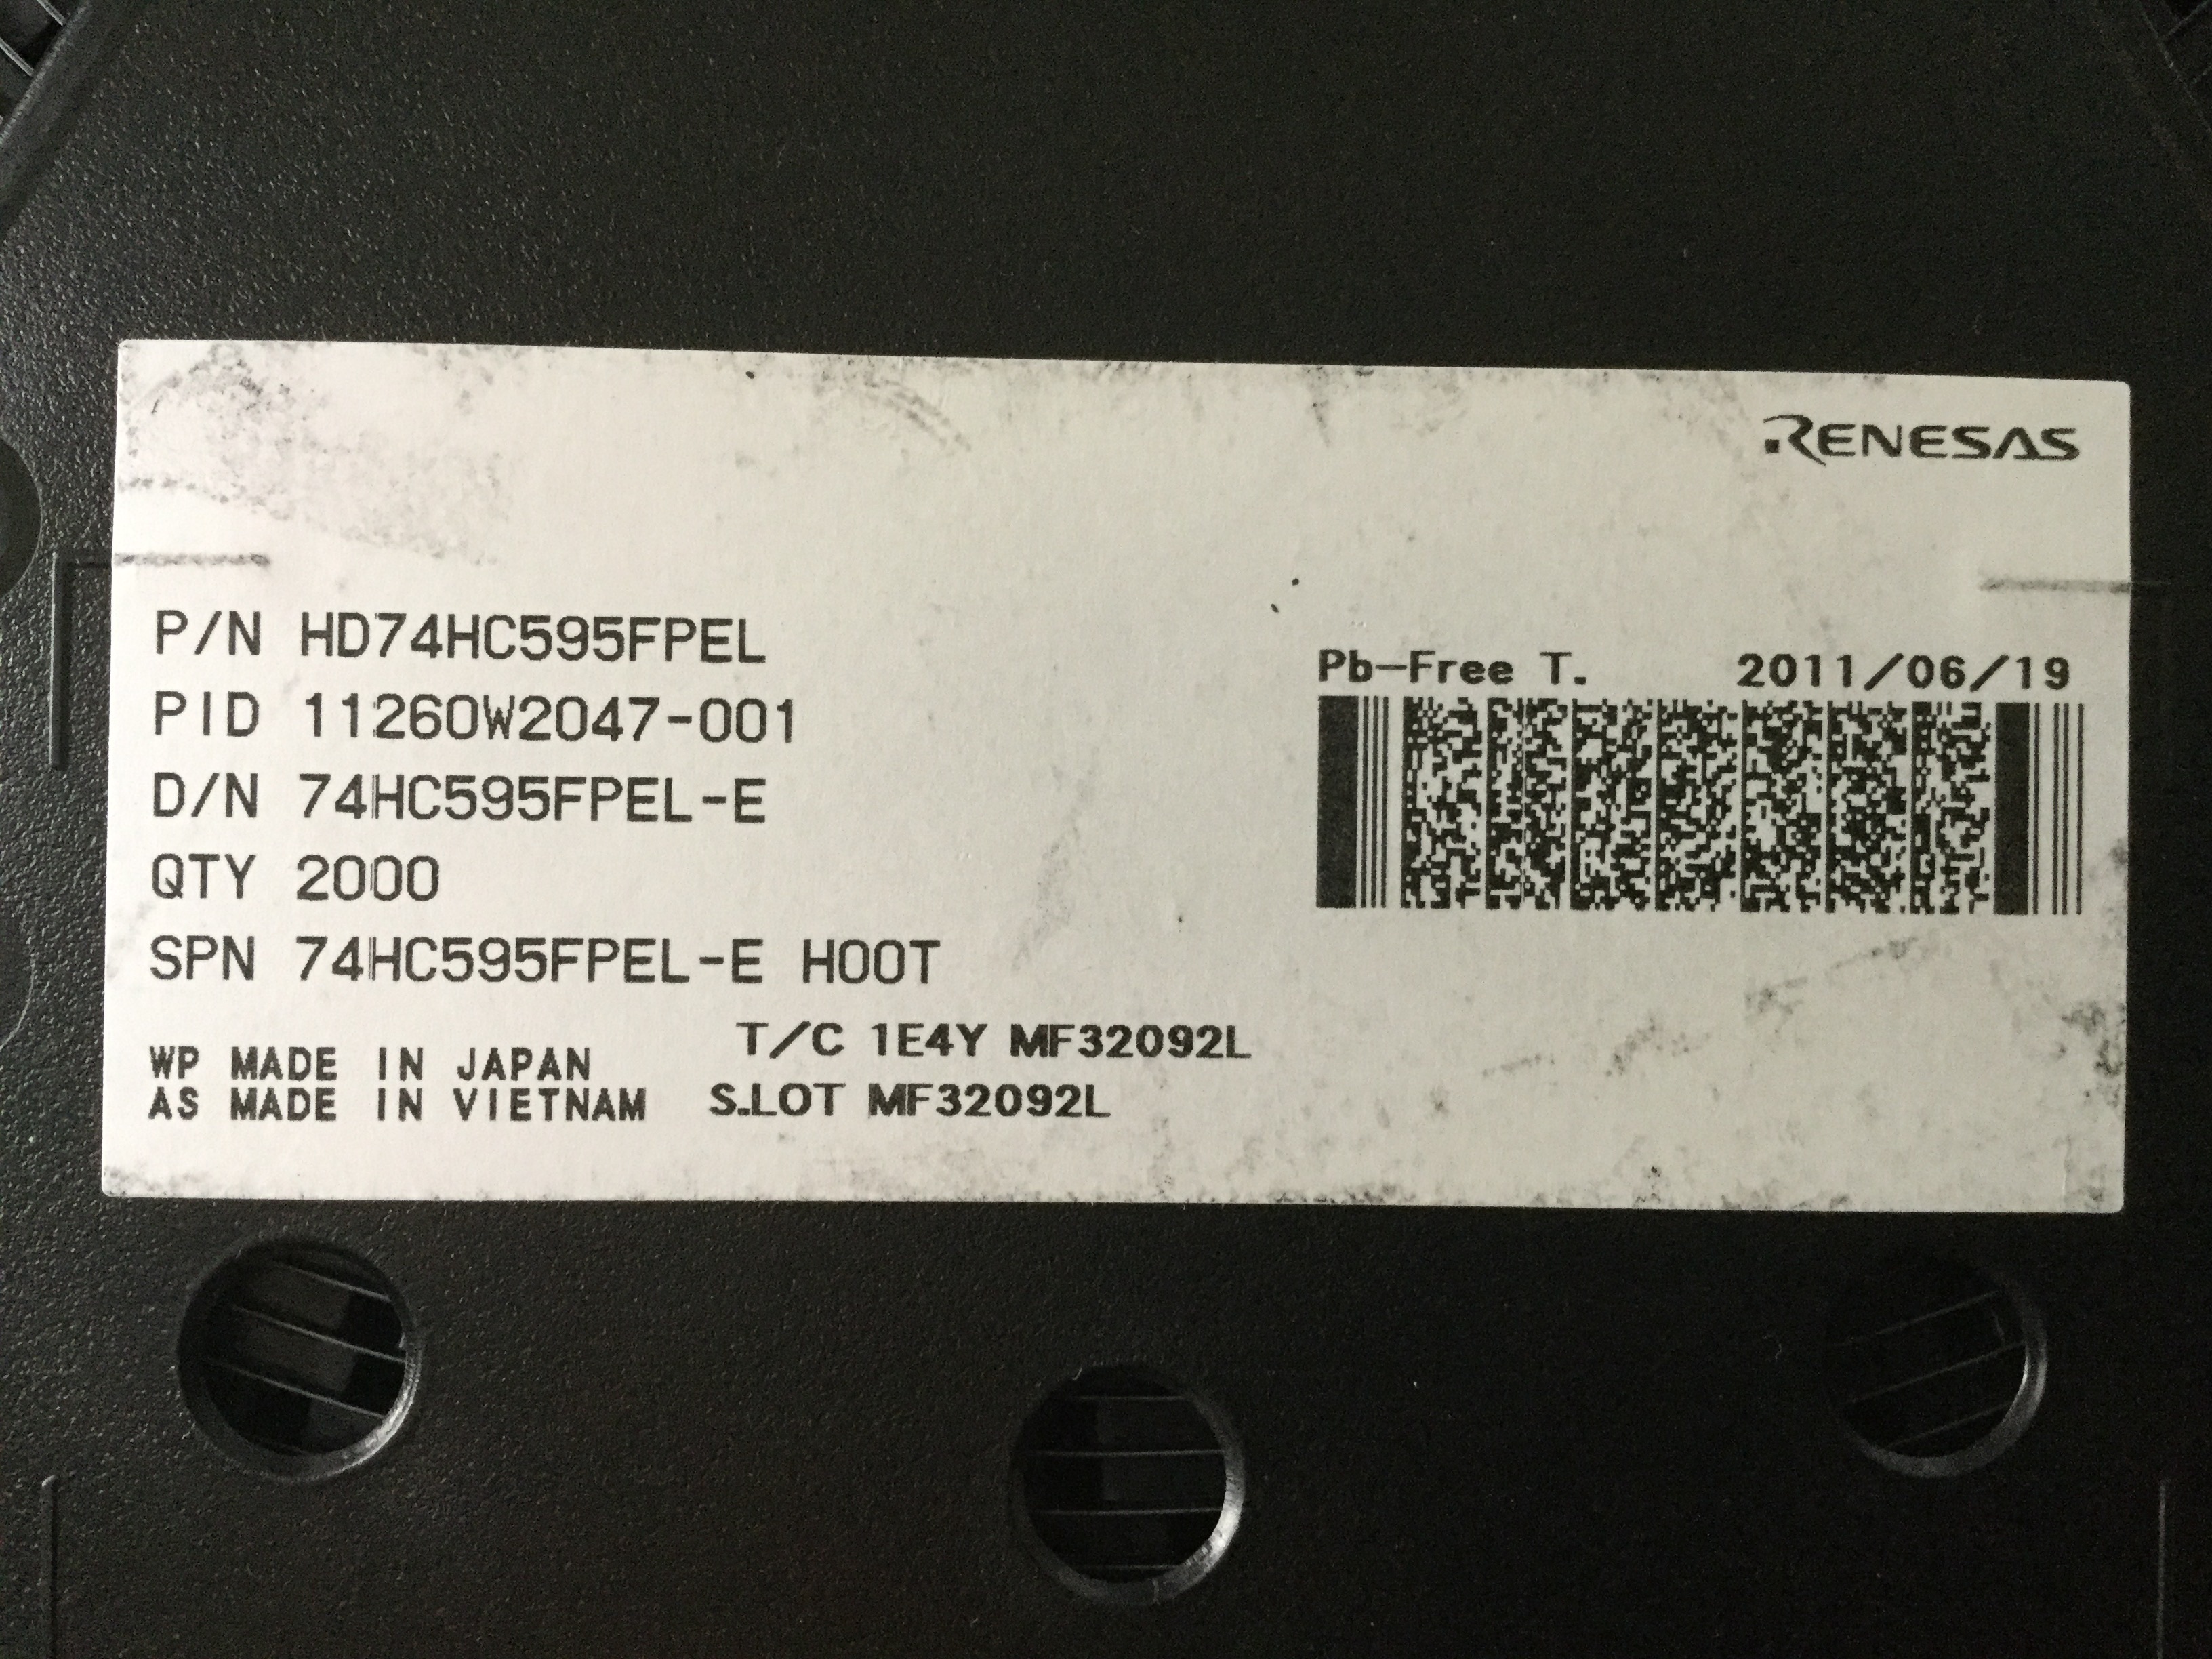 RENESAS
P/N HD74HC595FPEL
PID 11260W2047-001
D/N 74HC595FPEL-E
QTY 2000
SPN 74HC595FPEL-E H00T
Pb-Free T. 2011/06/19
T/C 1E4Y MF32092L
WP MADE IN JAPAN
AS MADE IN VIETNAM S.LOT MF32092L